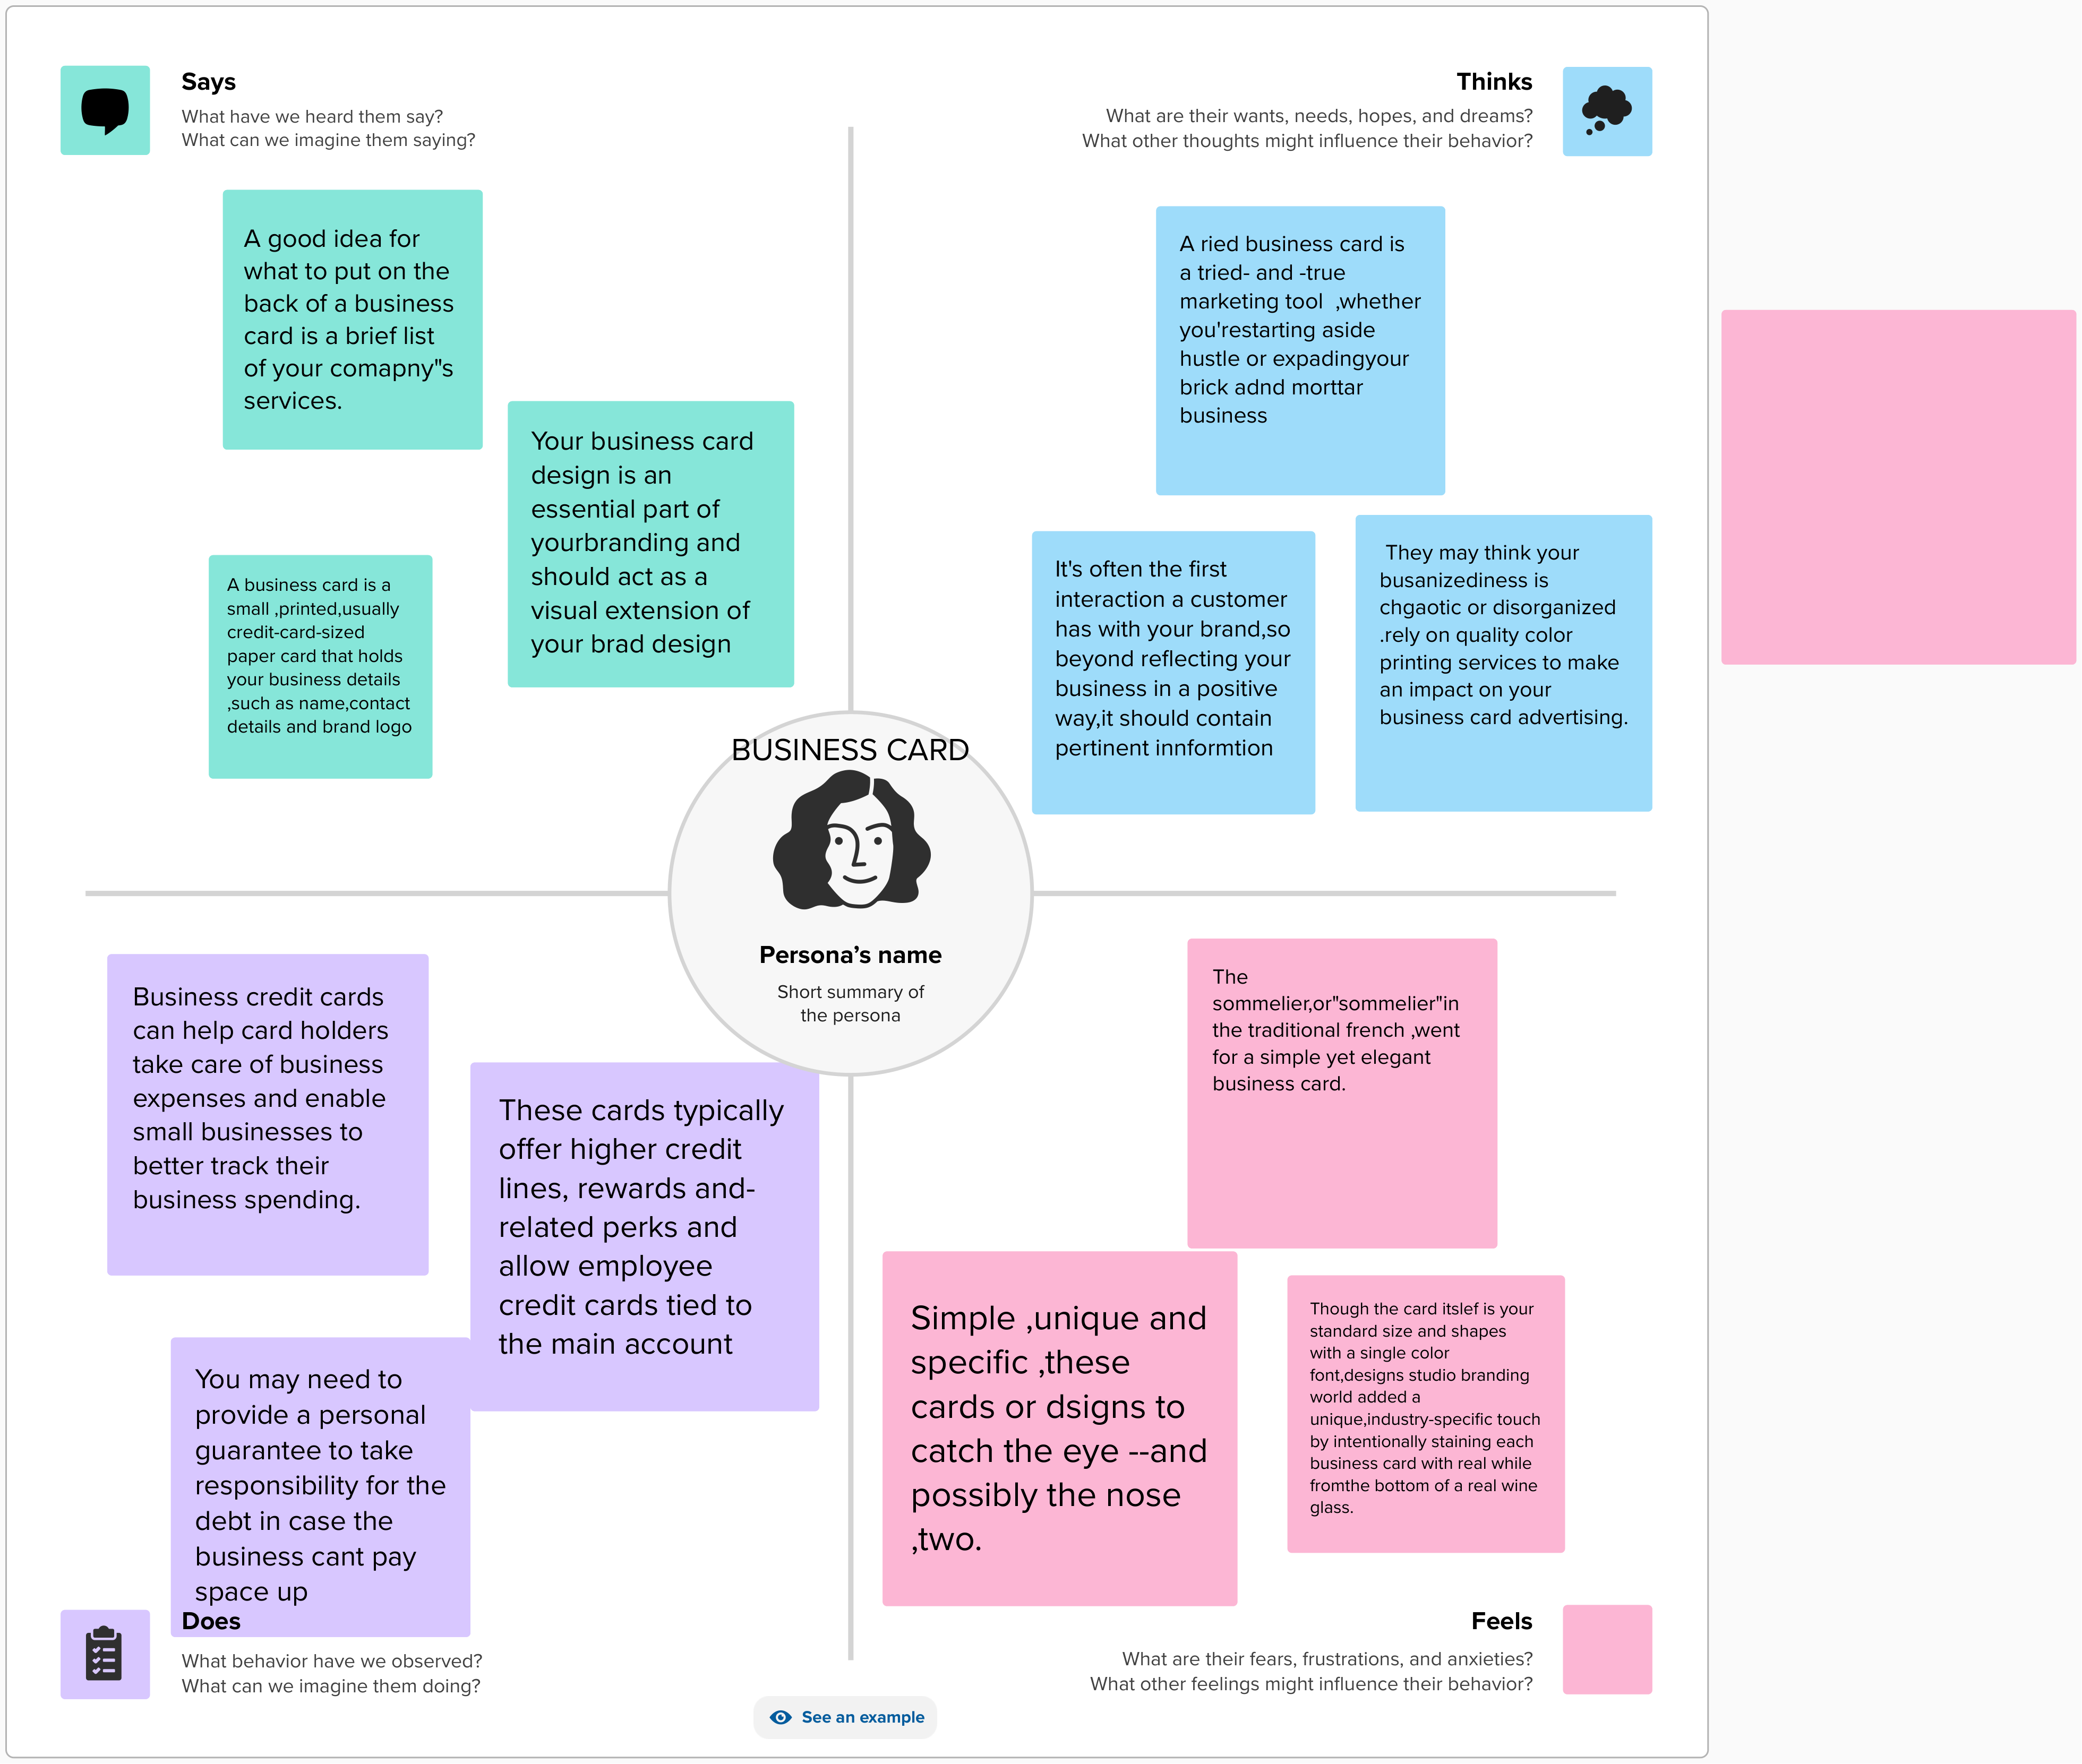 Says
What have we heard them say?
What can we imagine them saying?
Thinks
What are their wants, needs, hopes, and dreams?
What other thoughts might influence their behavior?
A good idea for
what to put on the
back of a business
card is a brief list
of your comapny"s
services.
Your business card
design is an
essential part of
yourbranding and
should act as a
visual extension of
your brad design
A business card is a
small ,printed,usually
credit-card-sized
paper card that holds
your business details
,such as name,contact
details and brand logo
A ried business card is
a tried- and -true
marketing tool  ,whether
you'restarting aside
hustle or expadingyour
brick adnd morttar
business
It's often the first
interaction a customer
has with your brand,so
beyond reflecting your
business in a positive
way,it should contain
pertinent innformtion
They may think your
busanizediness is
chgaotic or disorganized
.rely on quality color
printing services to make
an impact on your
business card advertising.
BUSINESS CARD
Persona's name
Short summary of
the persona
Business credit cards
can help card holders
take care of business
expenses and enable
small businesses to
better track their
business spending.
These cards typically
offer higher credit
lines, rewards and-
related perks and
allow employee
credit cards tied to
the main account
You may need to
provide a personal
guarantee to take
responsibility for the
debt in case the
business cant pay
space up
The
sommelier,or"sommelier"in
the traditional french ,went
for a simple yet elegant
business card.
Simple ,unique and
specific ,these
cards or dsigns to
catch the eye --and
possibly the nose
,two.
Though the card itslef is your
standard size and shapes
with a single color
font,designs studio branding
world added a
unique,industry-specific touch
by intentionally staining each
business card with real while
fromthe bottom of a real wine
glass.
Does
What behavior have we observed?
What can we imagine them doing?
Feels
What are their fears, frustrations, and anxieties?
What other feelings might influence their behavior?
See an example